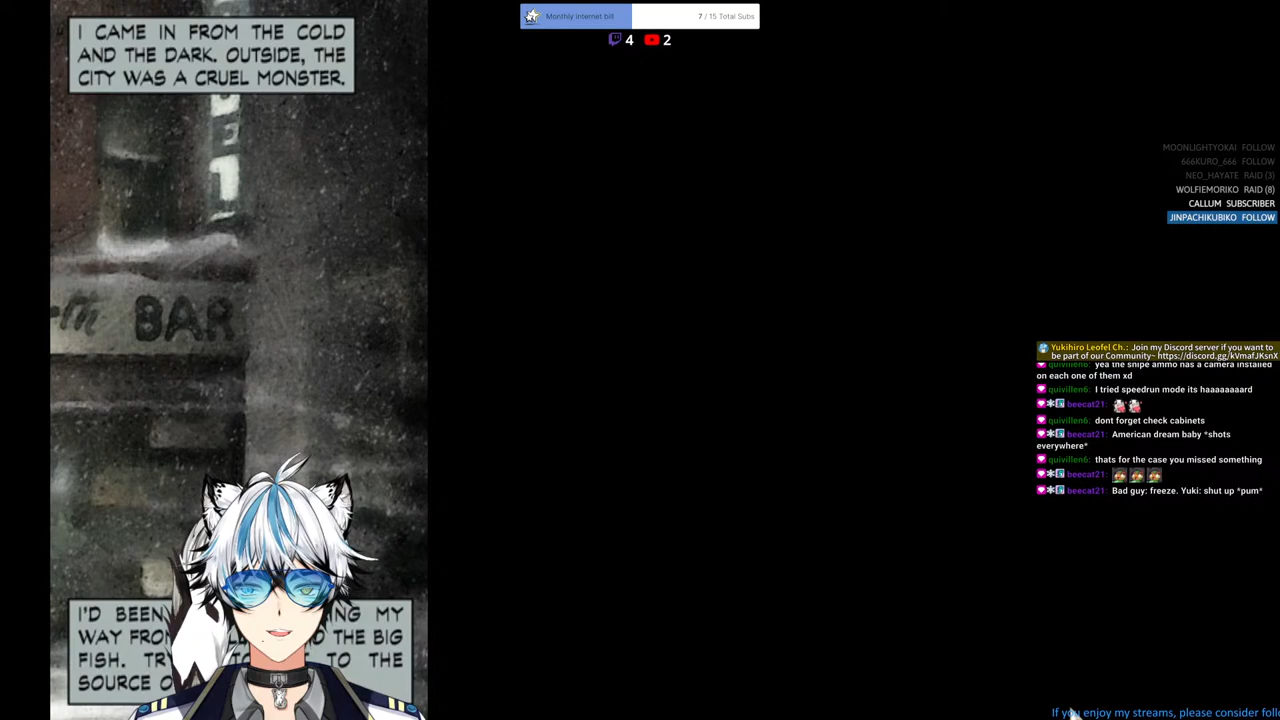 I CAME IN FROM THE COLD
AND THE DARK. OUTSIDE, THE
CITY WAS A CRUEL MONSTER.
BAR
I'D BEEN ING MY
WAY FRO THE BIG
FISH. TO THE
SOURCE O
Monthly internet bill
7 / 15 Total Subs
4 2
MOONLIGHTYOKAI FOLLOW
666KURO_666 FOLLOW
NEO_HAYATE RAID (3)
WOLFIEMORIKO RAID (8)
CALLUM SUBSCRIBER
JINPACHIKUBIKO FOLLOW
Yukihiro Leofel Ch.: Join my Discord server if you want to
be part of our Community~ https://discord.gg/kVmafJKsnX
quivillen6: yea the snipe ammo has a camera installed
on each one of them xd
quivillen6: I tried speedrun mode its haaaaaaaard
beecat21:
quivillen6: dont forget check cabinets
beecat21: American dream baby *shots
everywhere*
quivillen6: thats for the case you missed something
beecat21:
beecat21: Bad guy: freeze. Yuki: shut up *pum*
If you enjoy my streams, please consider foll